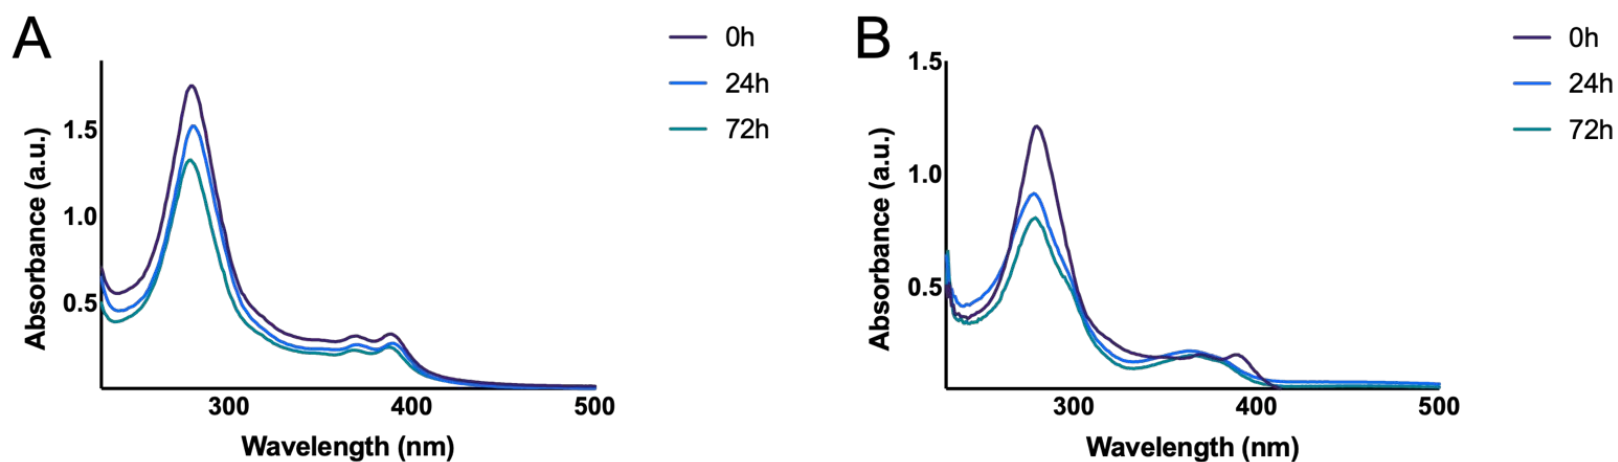 A
0h
24h
72h
Absorbance (a.u.)
1.5
1.0
0.5
300 400 500
Wavelength (nm)
B
0h
24h
72h
Absorbance (a.u.)
1.5
1.0
0.5
300 400 500
Wavelength (nm)